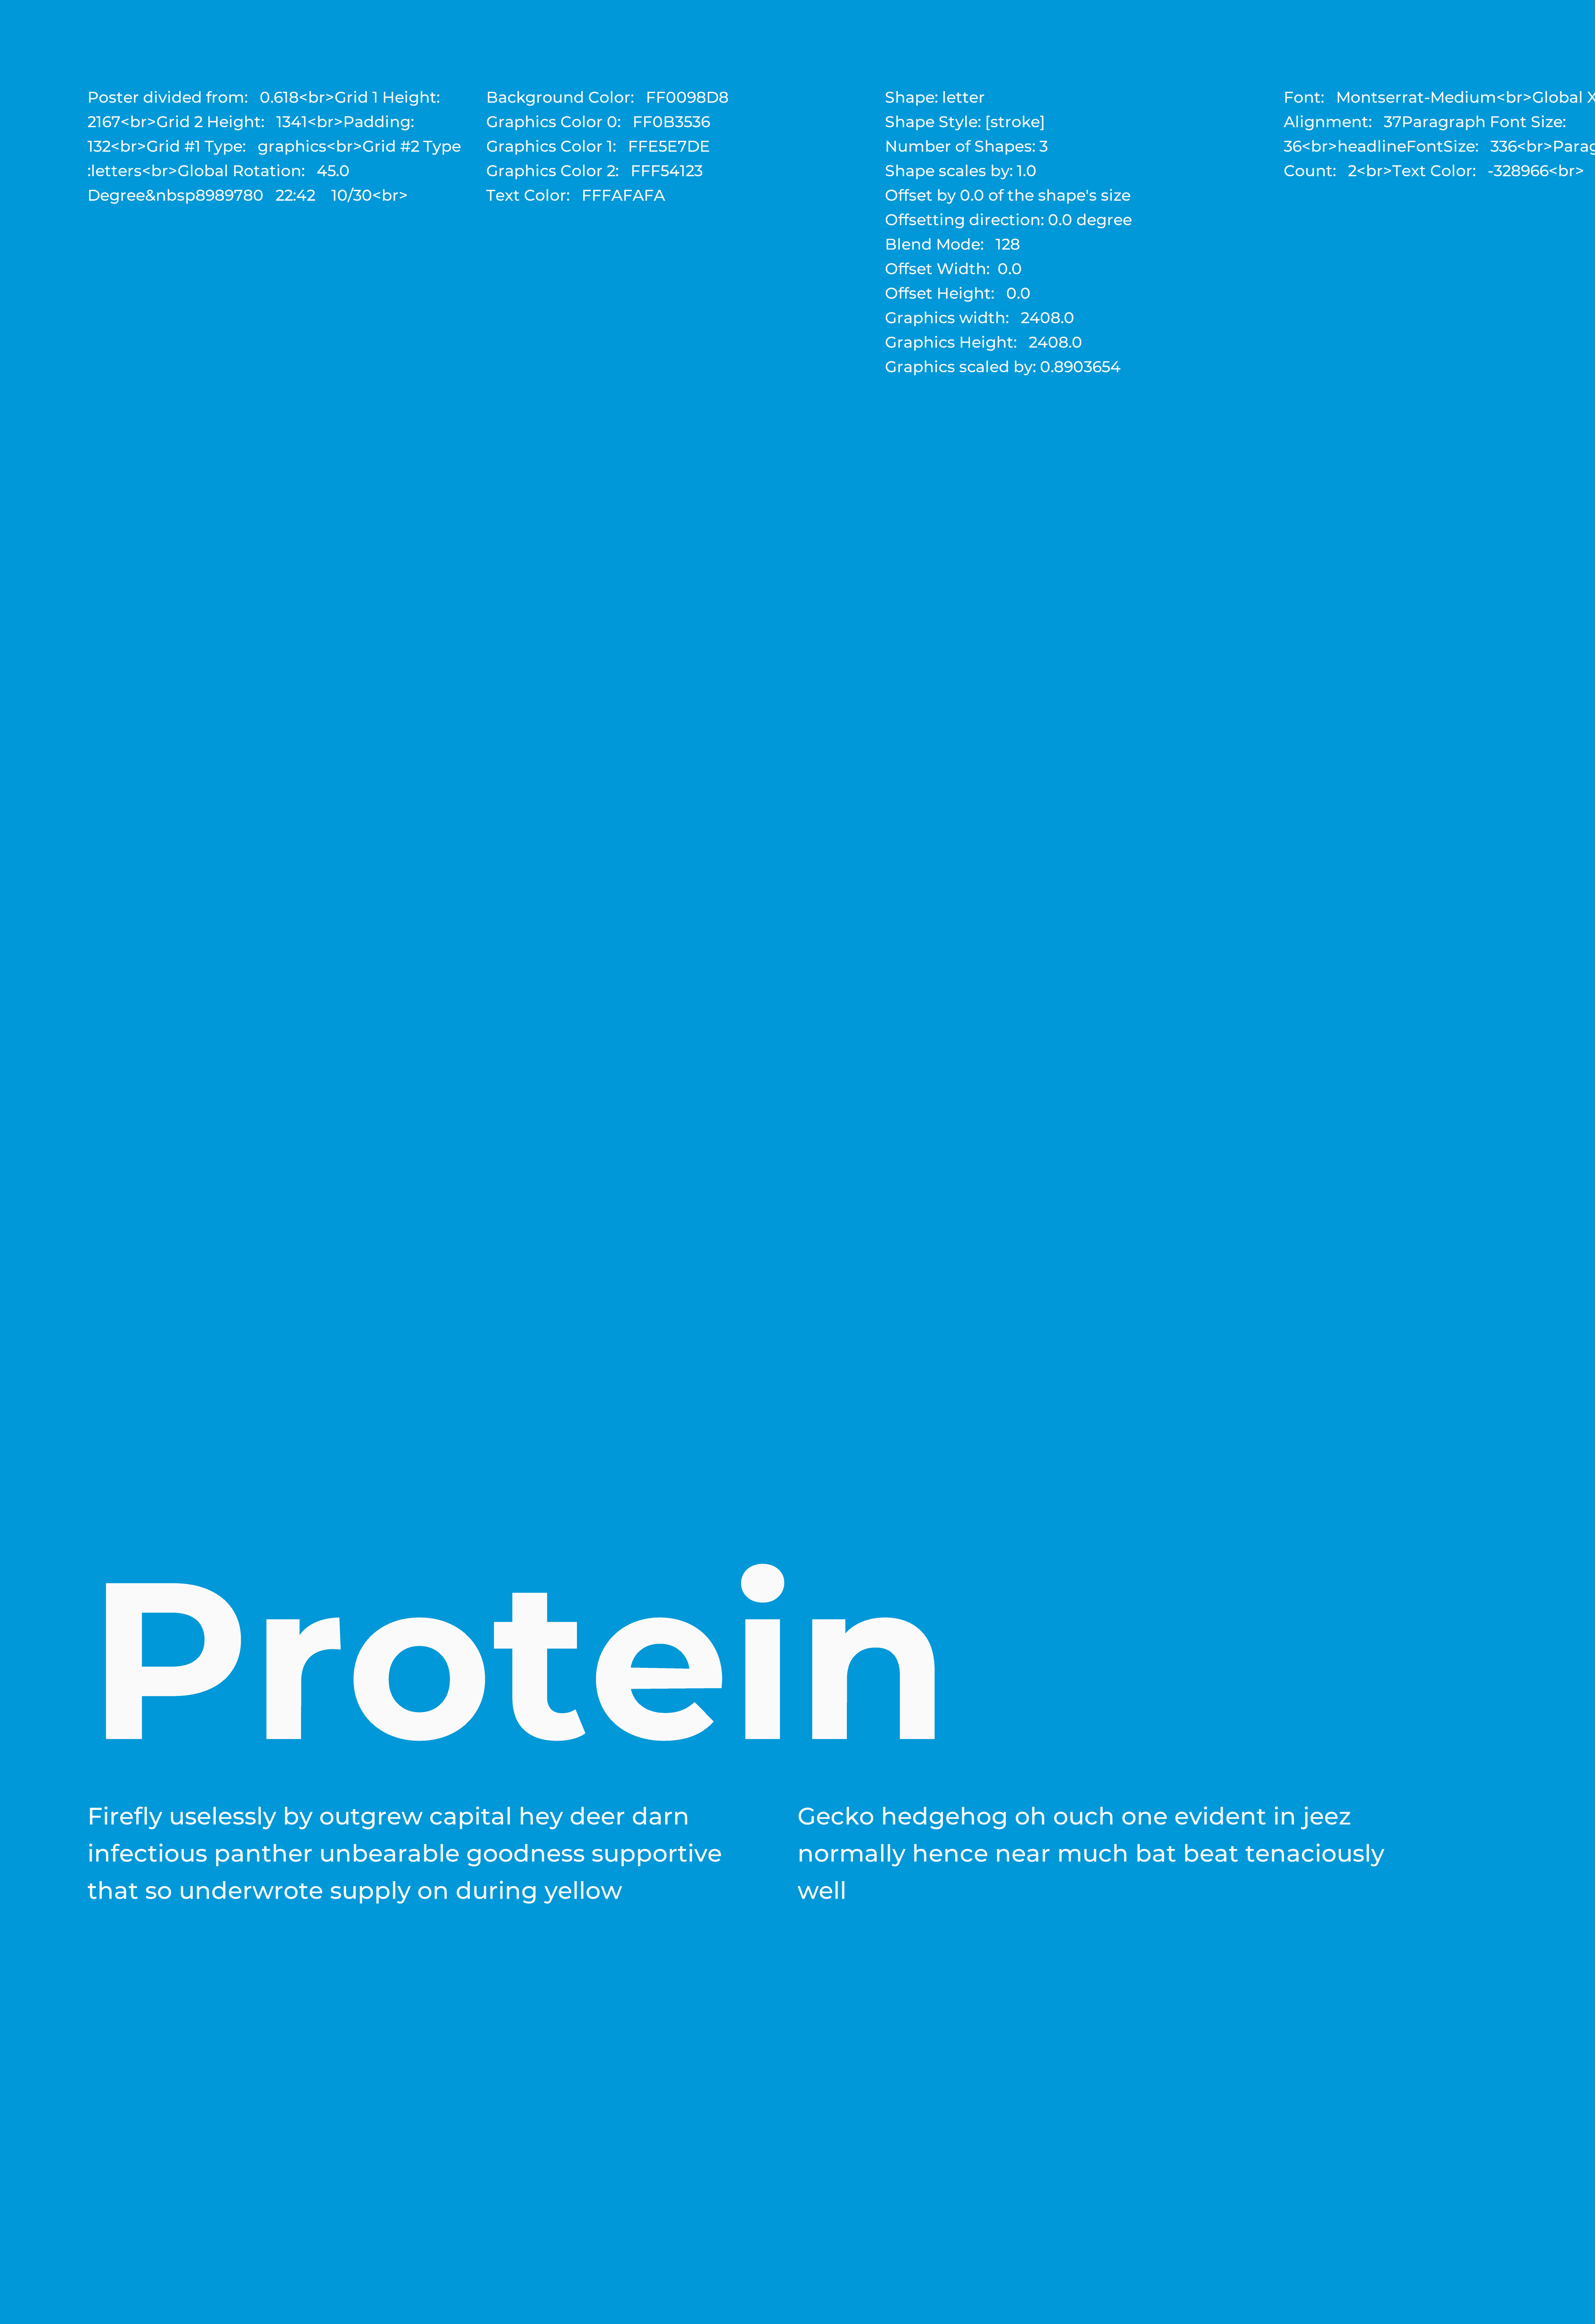 Poster divided from:   0.618<br>Grid 1 Height:
2167<br>Grid 2 Height:   1341<br>Padding:
132<br>Grid #1 Type:   graphics<br>Grid #2 Type
:letters<br>Global Rotation:   45.0
Degree&nbsp8989780   22:42    10/30<br>
Background Color:   FF0098D8
Graphics Color 0:   FF0B3536
Graphics Color 1:   FFE5E7DE
Graphics Color 2:   FFF54123
Text Color:   FFFAFAFA
Shape: letter
Shape Style: [stroke]
Number of Shapes: 3
Shape scales by: 1.0
Offset by 0.0 of the shape's size
Offsetting direction: 0.0 degree
Blend Mode:   128
Offset Width:  0.0
Offset Height:   0.0
Graphics width:   2408.0
Graphics Height:   2408.0
Graphics scaled by: 0.8903654
Font:   Montserrat-Medium<br>Global X
Alignment:   37Paragraph Font Size:
36<br>headlineFontSize:   336<br>Parag
Count:   2<br>Text Color:   -328966<br>
Protein
Firefly uselessly by outgrew capital hey deer darn
infectious panther unbearable goodness supportive
that so underwrote supply on during yellow
Gecko hedgehog oh ouch one evident in jeez
normally hence near much bat beat tenaciously
well